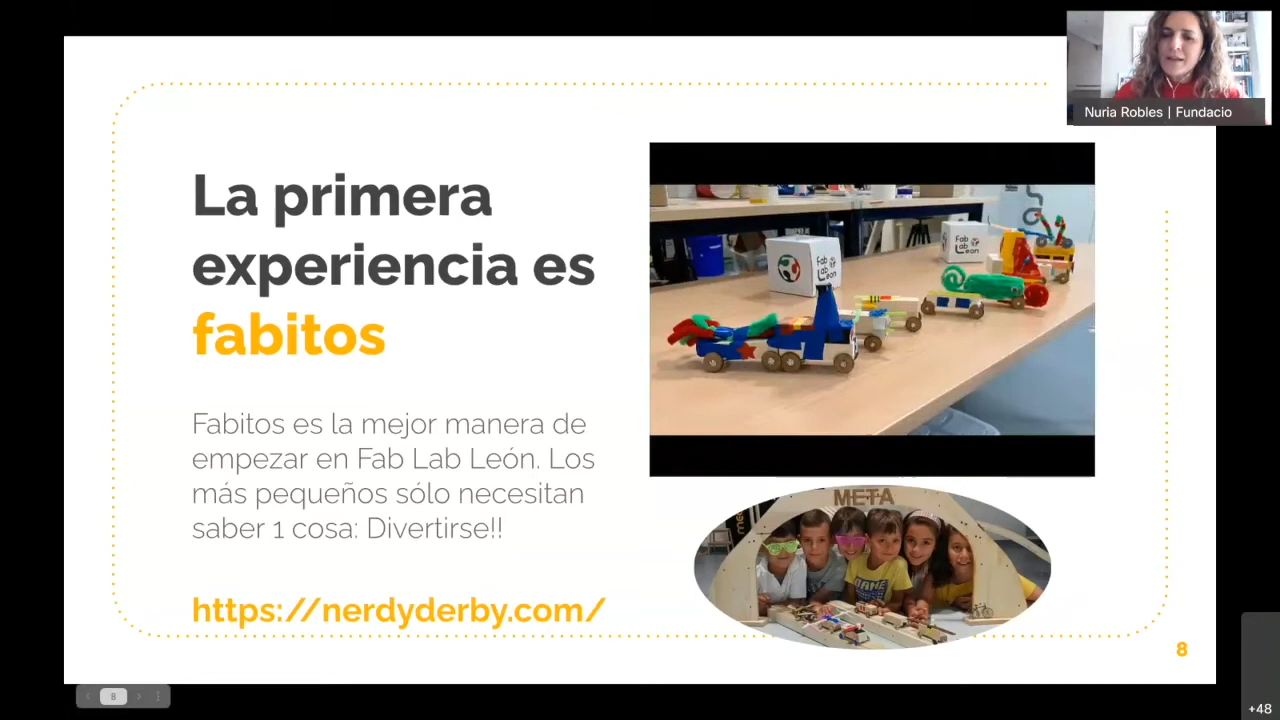 Nuria Robles | Fundacio
La primera
experiencia es
fabitos
Fabitos es la mejor manera de
empezar en Fab Lab León. Los
más pequeños sólo necesitan
saber 1 cosa: Divertirse!!
https://nerdyderby.com/
Fab
Lab
León
Fab
Lab
León
META
8
8
+48